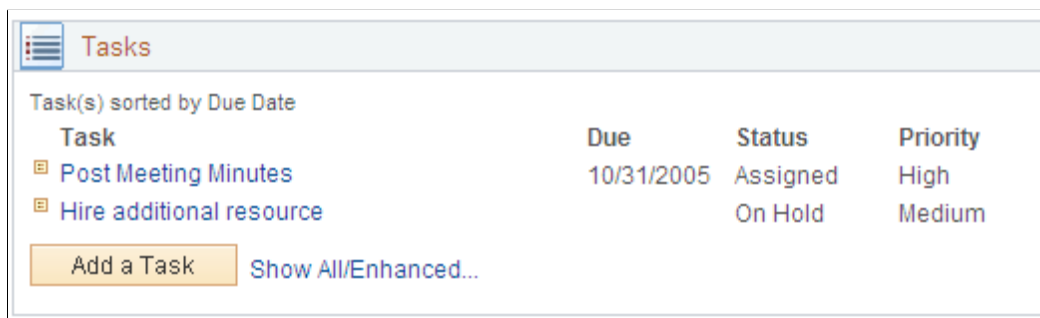 Tasks
Task(s) sorted by Due Date
Task Due Status Priority
Post Meeting Minutes 10/31/2005 Assigned High
Hire additional resource On Hold Medium
Add a Task Show All/Enhanced...